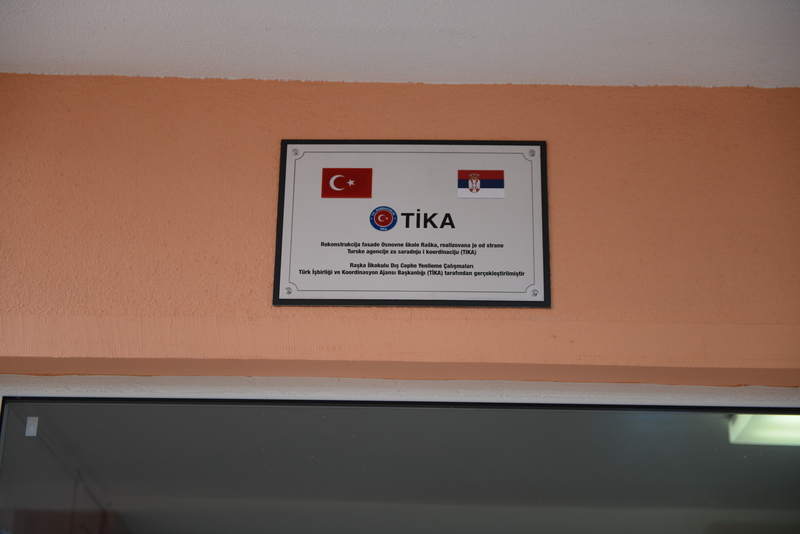 TİKA
Rekonstrukcija fasade Osnovne škole Raška, realizovana je od strane
Turske agencije za saradnju i koordinaciju (TIKA)
Raşka İlkokulu Dış Cephe Yenileme Çalışmaları
Türk İşbirliği ve Koordinasyon Ajansı Başkanlığı (TİKA) tarafından gerçekleştirilmiştir